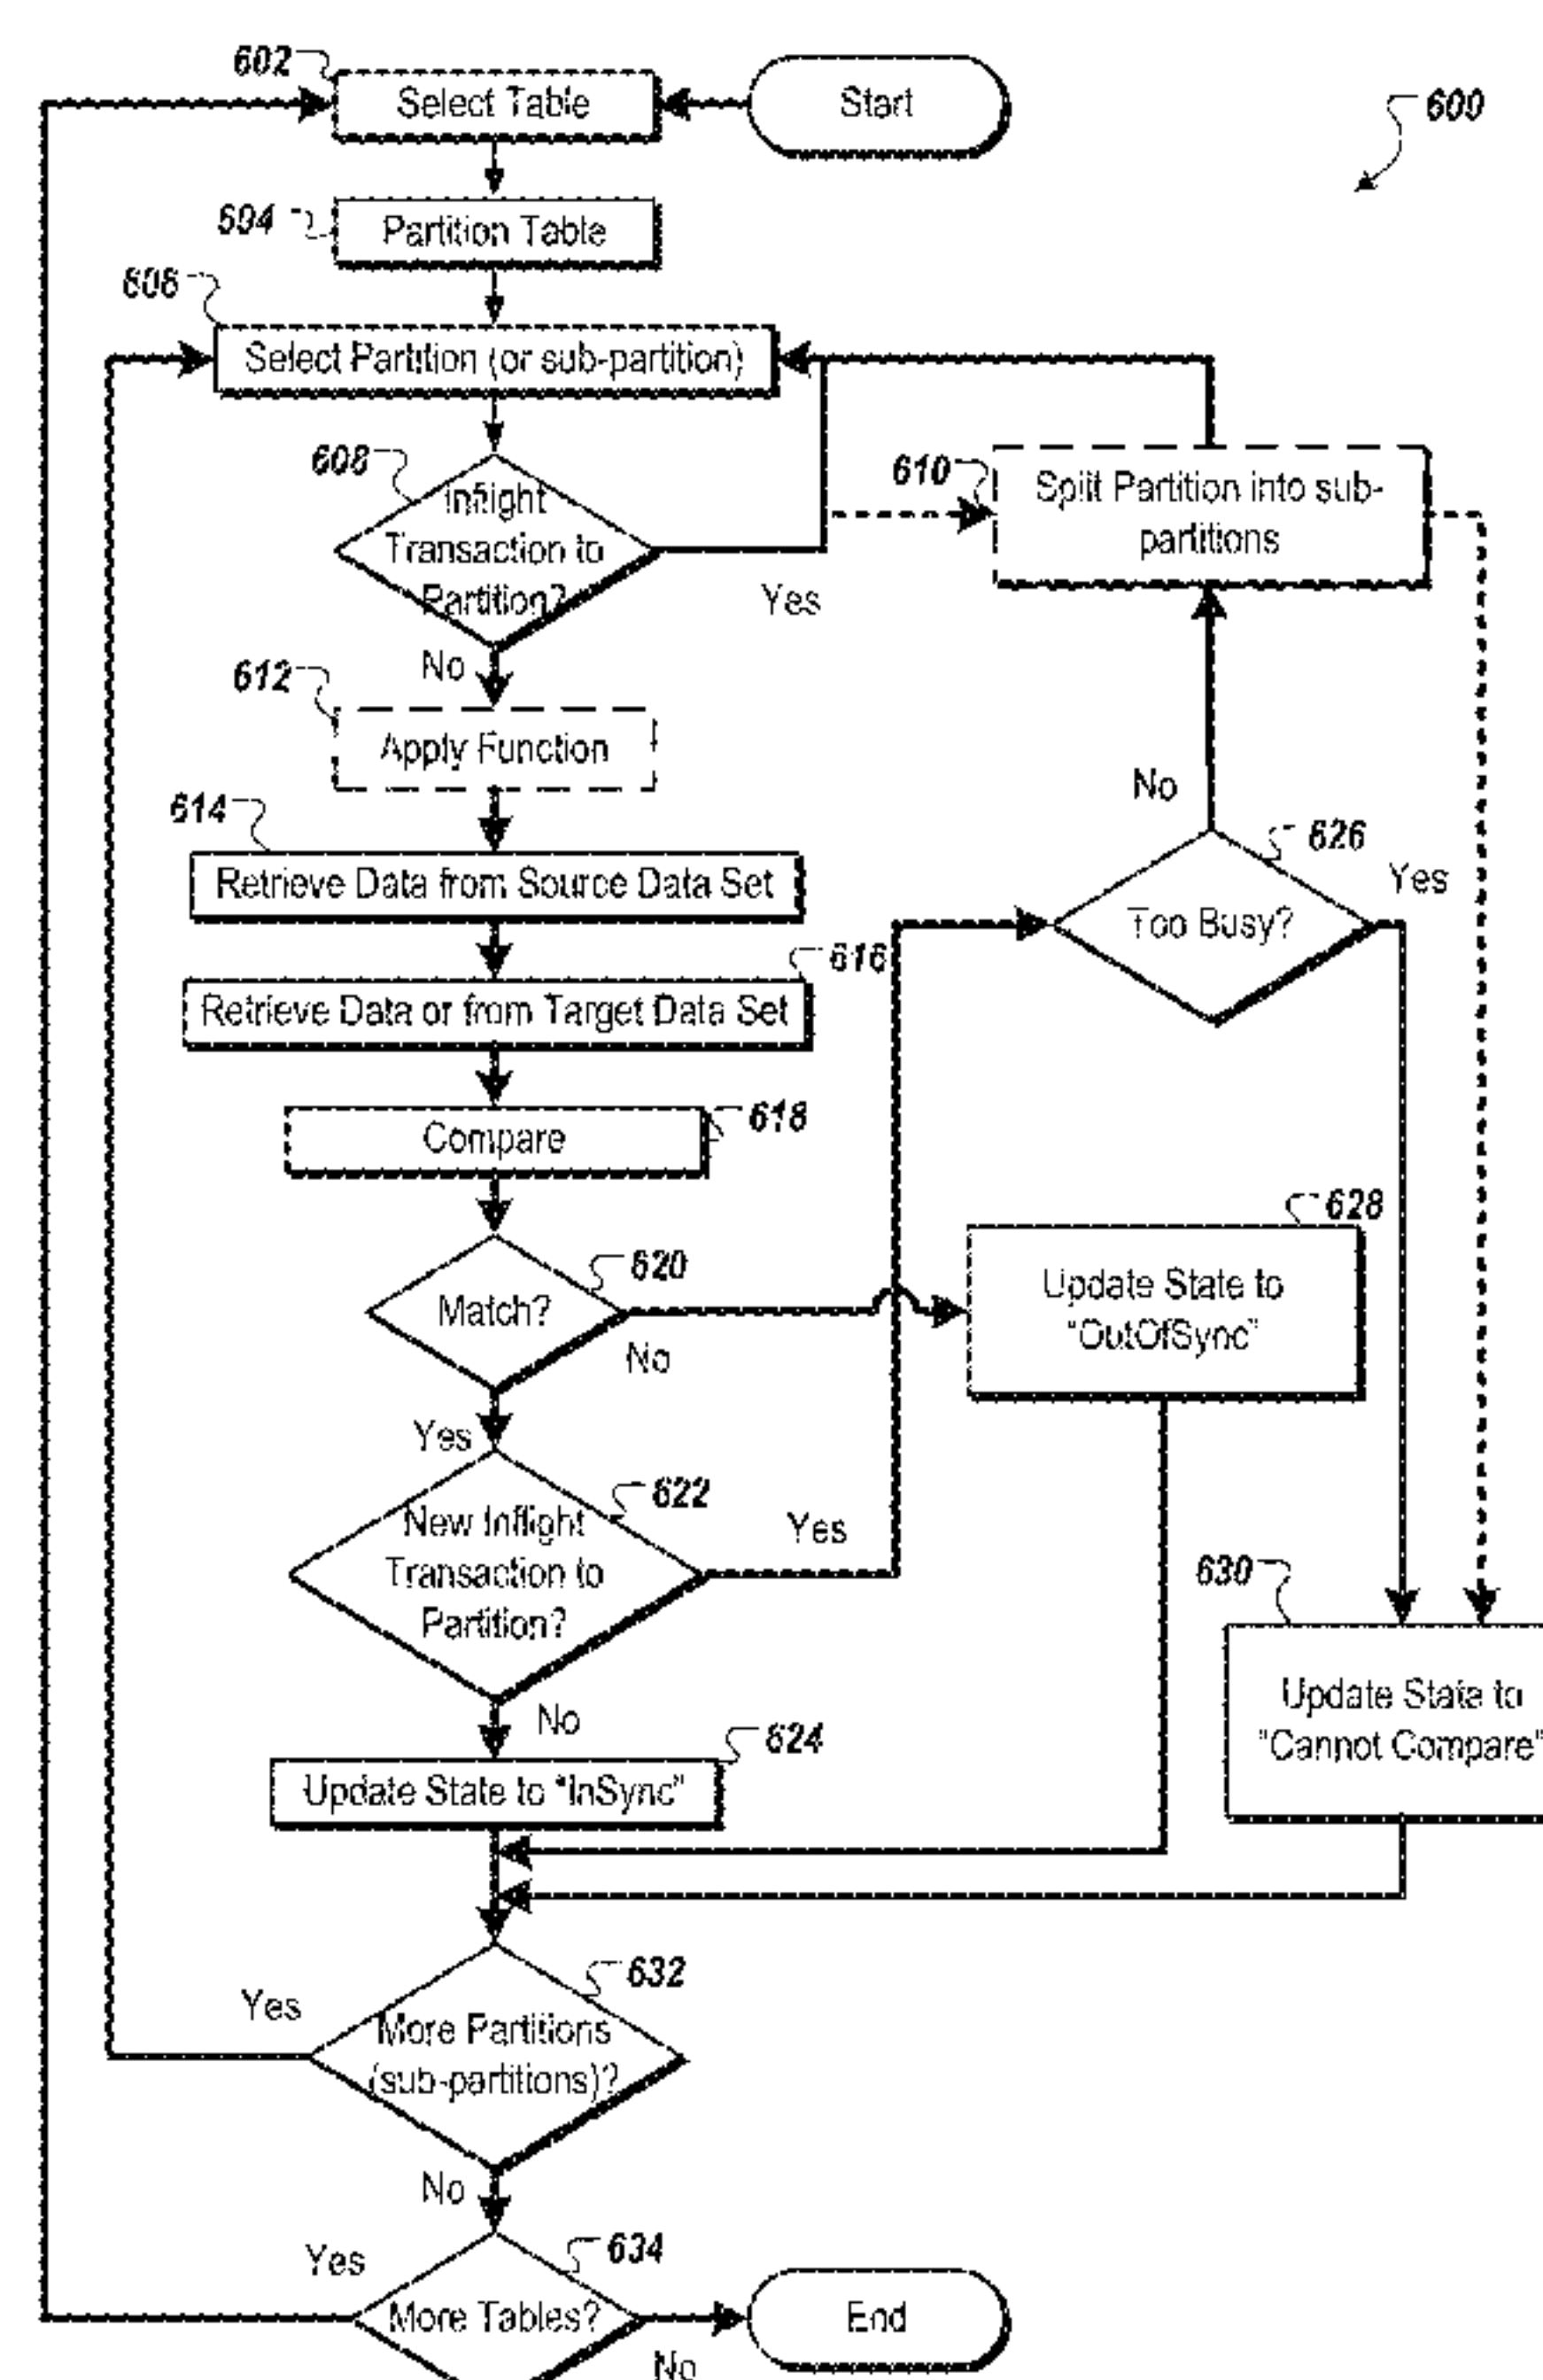 602
Select Table
Start
600
604
Partition Table
606
Select Partition (or sub-partition)
608
Inflight
Transaction to
Partition?
Yes
610
Split Partition into sub-
partitions
No
612
Apply Function
614
Retrieve Data from Source Data Set
No
626
Yes
Too Busy?
616
Retrieve Data or from Target Data Set
Compare
618
628
Update State to
"OutOfSync"
620
Match?
No
Yes
622
New Inflight
Transaction to
Partition?
Yes
630
Update State to
"Cannot Compare"
No
624
Update State to "InSync"
632
Yes
More Partitions
(sub-partitions)?
No
634
Yes
More Tables?
End
No